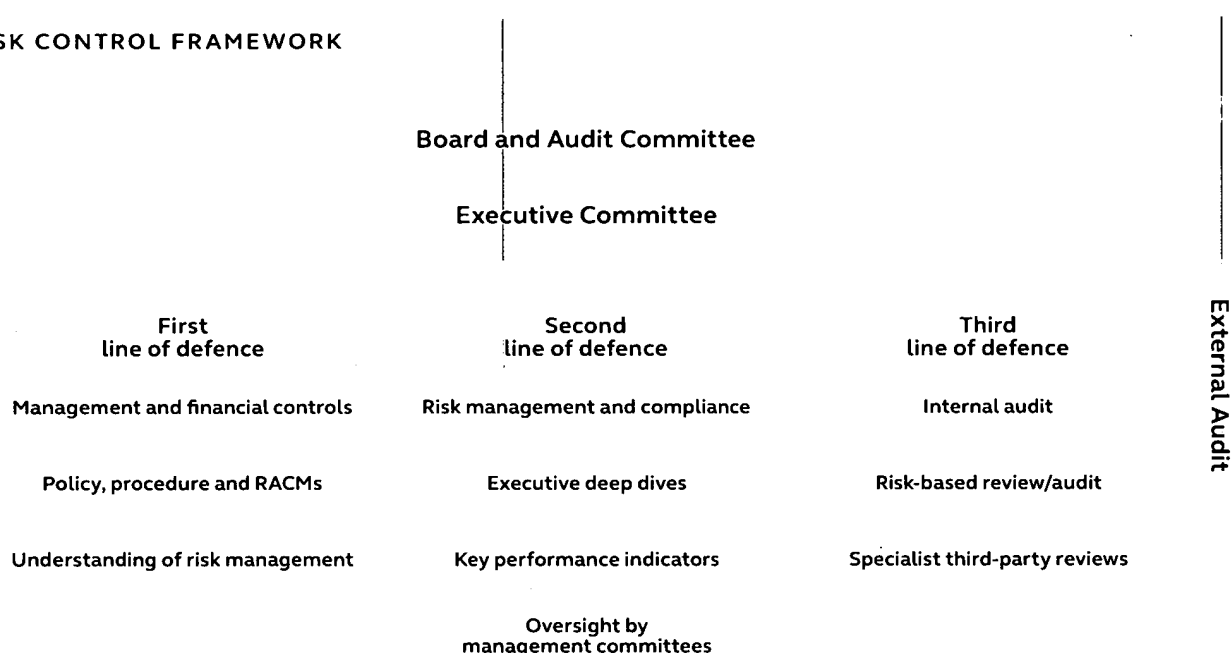 SK CONTROL FRAMEWORK
Board and Audit Committee
Executive Committee
First
line of defence
Management and financial controls
Policy, procedure and RACMs
Understanding of risk management
Second
line of defence
Risk management and compliance
Executive deep dives
Key performance indicators
Oversight by
management committees
Third
line of defence
Internal audit
Risk-based review/audit
Specialist third-party reviews
External Audit